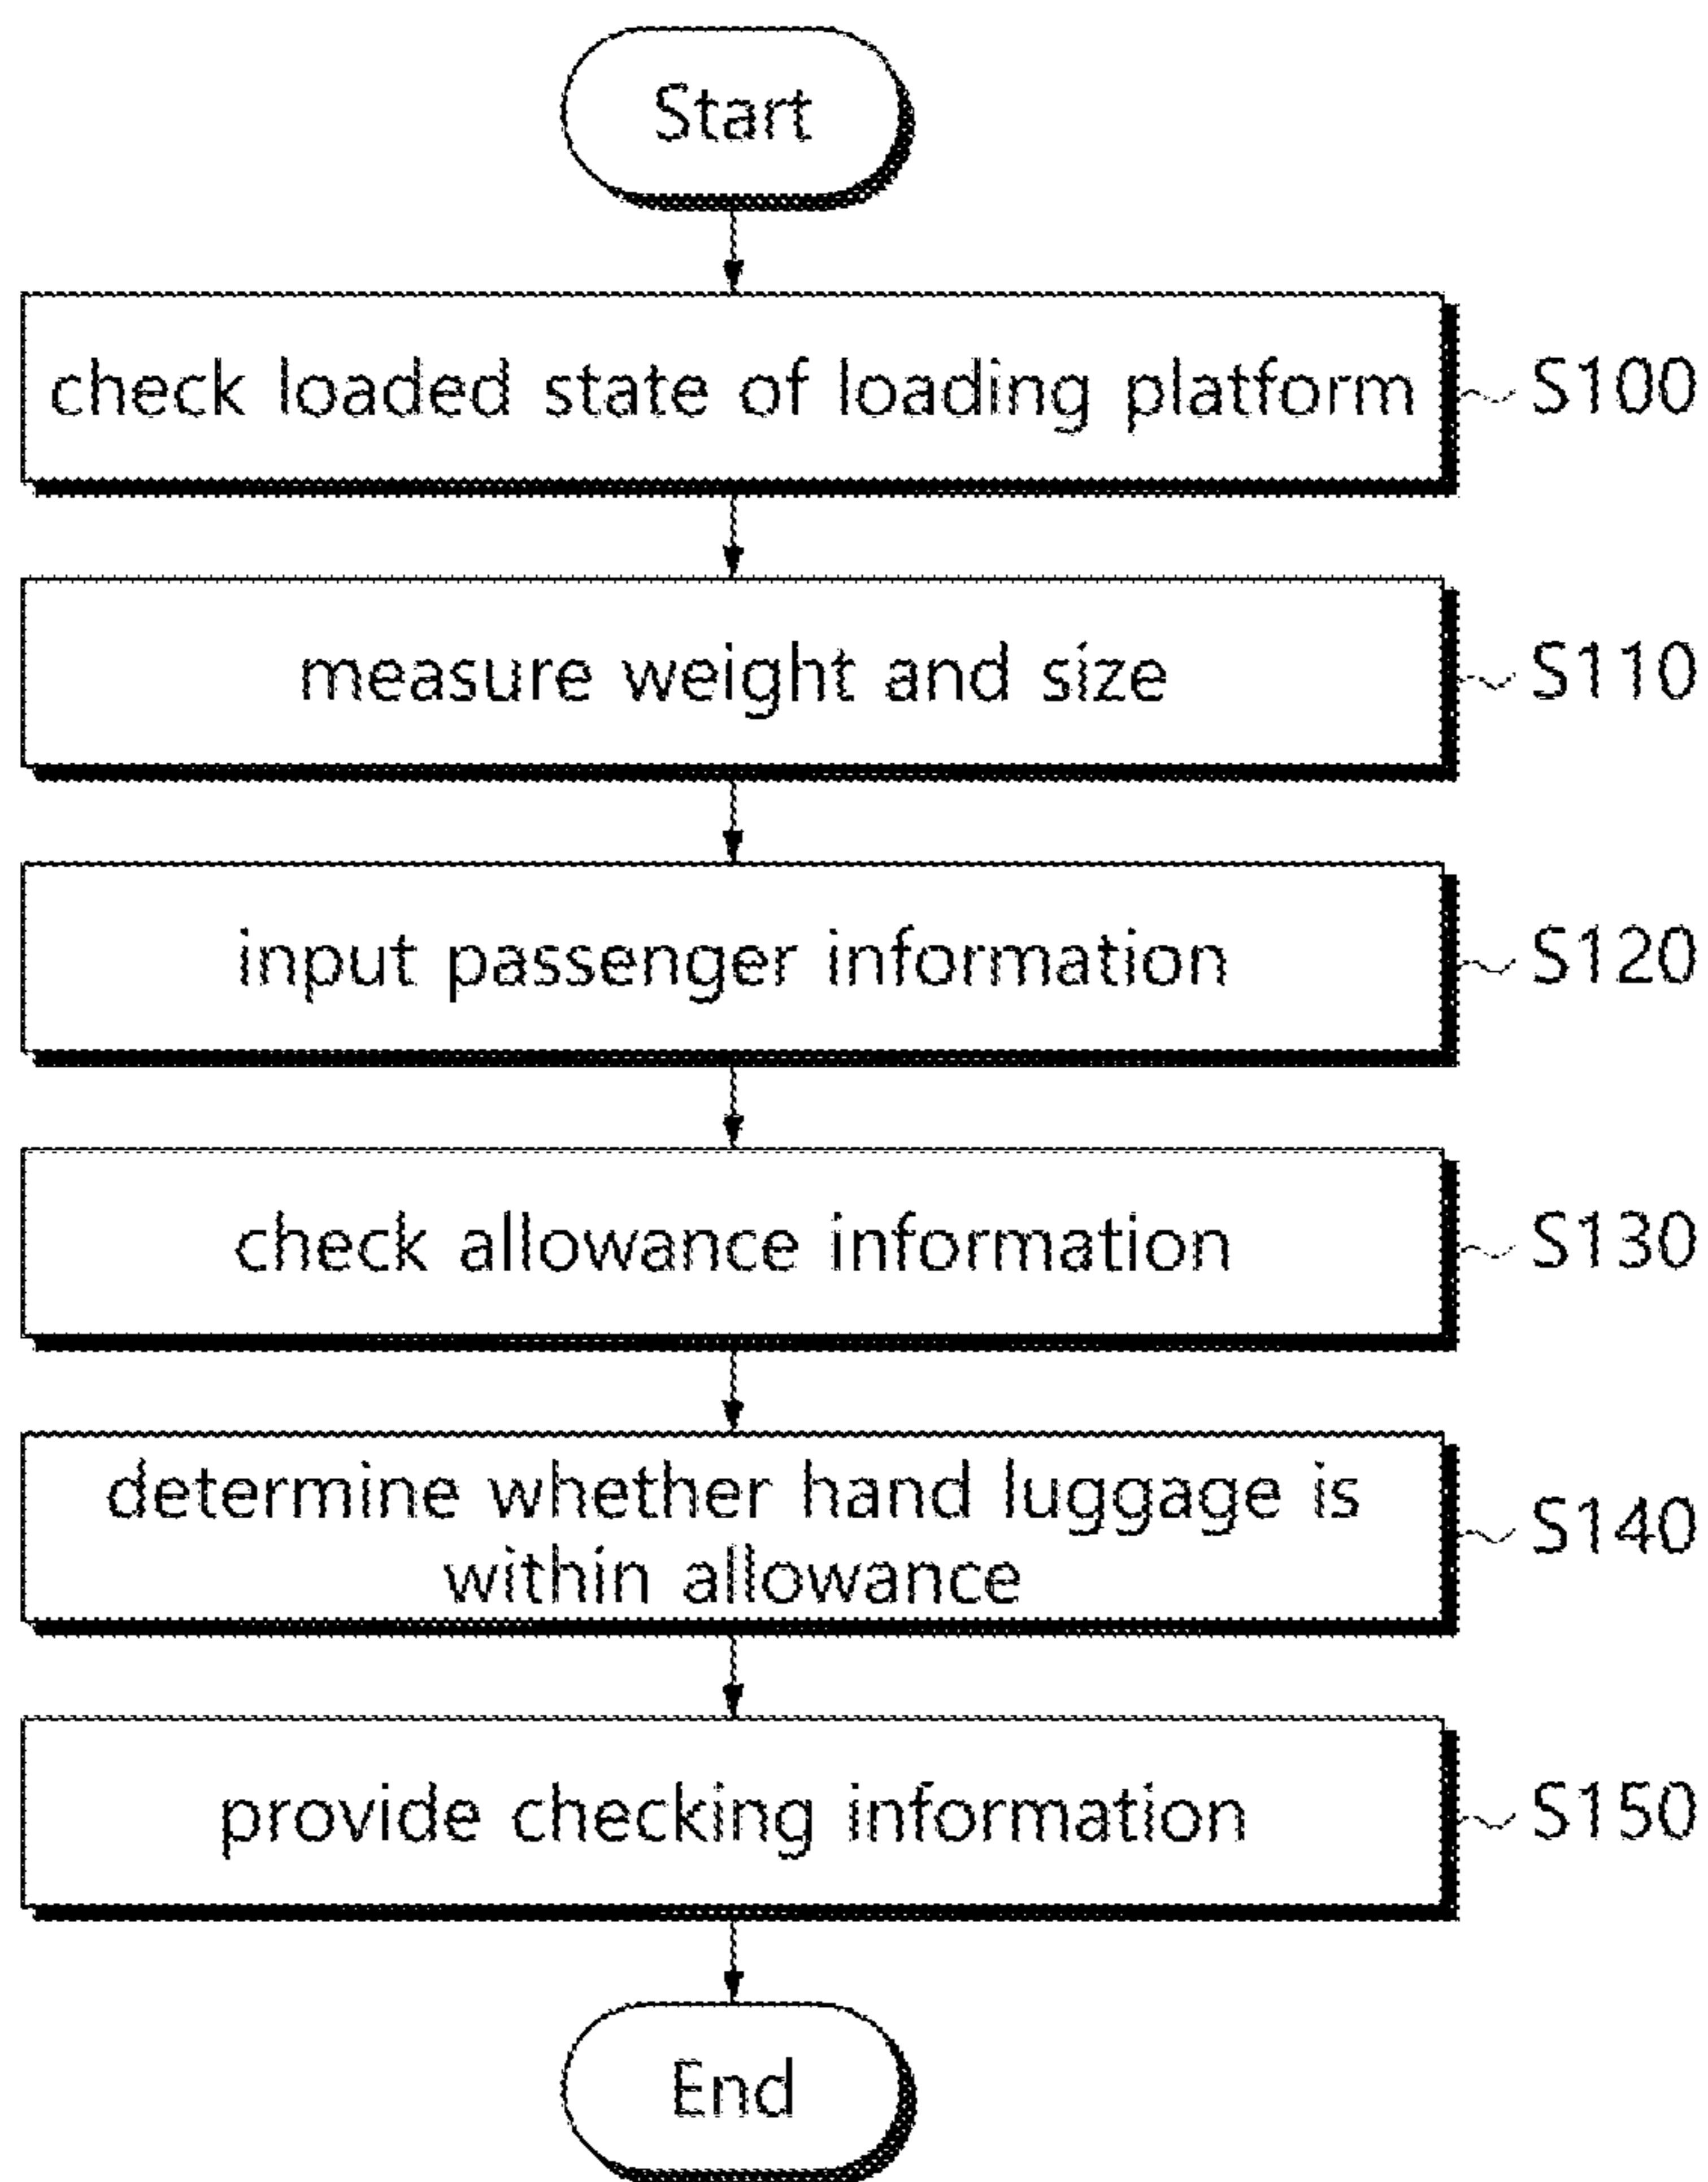 Start
check loaded state of loading platform
S100
measure weight and size
S110
input passenger information
S120
check allowance information
S130
determine whether hand luggage is
within allowance
S140
provide checking information
S150
End